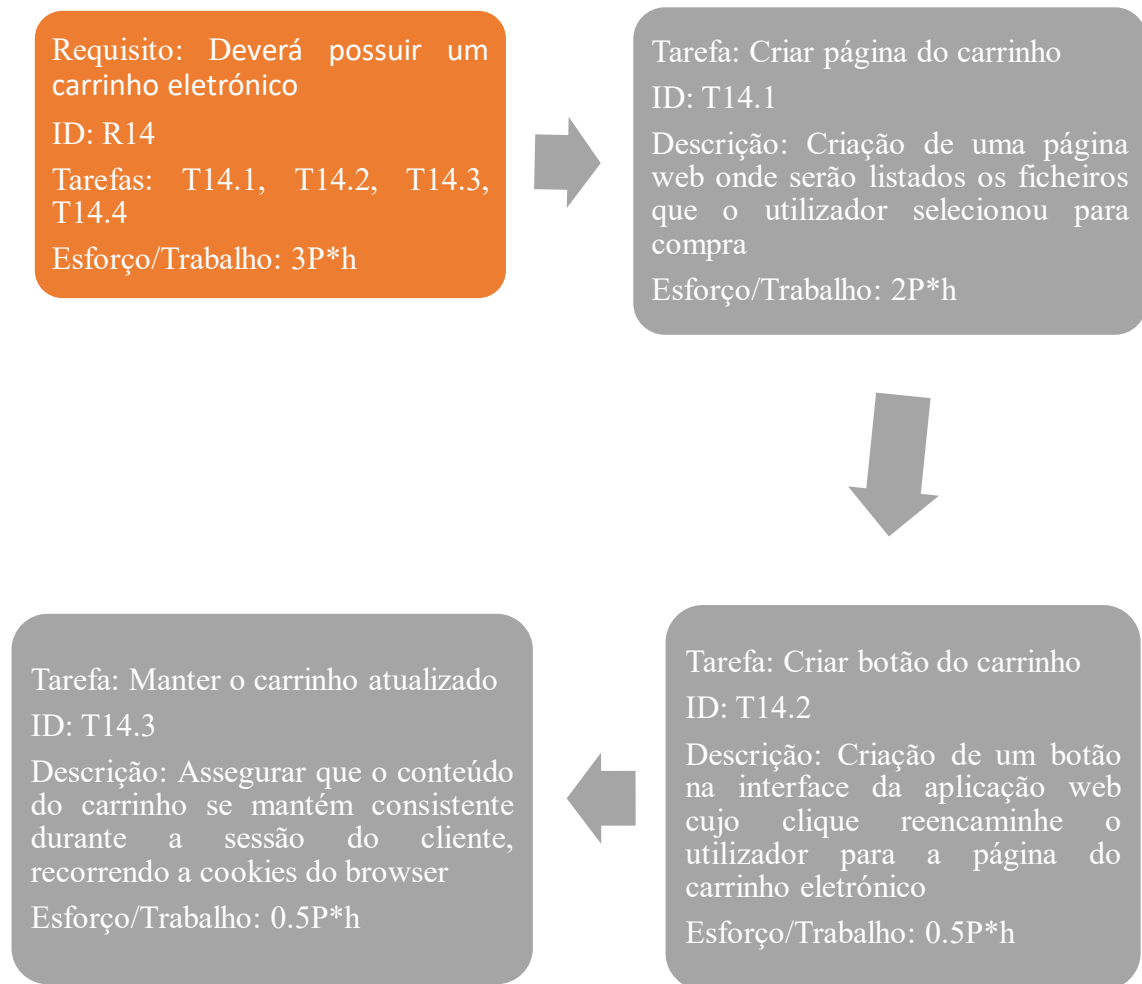 Requisito: Deverá possuir um
carrinho eletrónico
ID: R14
Tarefas: T14.1, T14.2, T14.3,
T14.4
Esforço/Trabalho: 3P*h
Tarefa: Criar página do carrinho
ID: T14.1
Descrição: Criação de uma página
web onde serão listados os ficheiros
que o utilizador selecionou para
compra
Esforço/Trabalho: 2P*h
Tarefa: Criar botão do carrinho
ID: T14.2
Descrição: Criação de um botão
na interface da aplicação web
cujo clique reencaminhe o
utilizador para a página do
carrinho eletrónico
Esforço/Trabalho: 0.5P*h
Tarefa: Manter o carrinho atualizado
ID: T14.3
Descrição: Assegurar que o conteúdo
do carrinho se mantém consistente
durante a sessão do cliente,
recorrendo a cookies do browser
Esforço/Trabalho: 0.5P*h